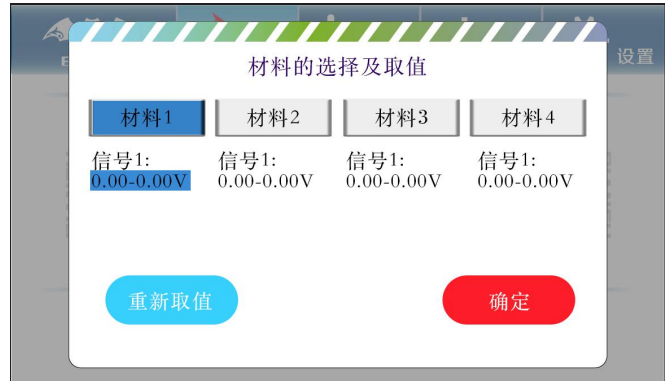 设置
材料的选择及取值
材料1 材料2 材料3 材料4
信号1: 信号1: 信号1: 信号1:
0.00-0.00V 0.00-0.00V 0.00-0.00V 0.00-0.00V
重新取值 确定